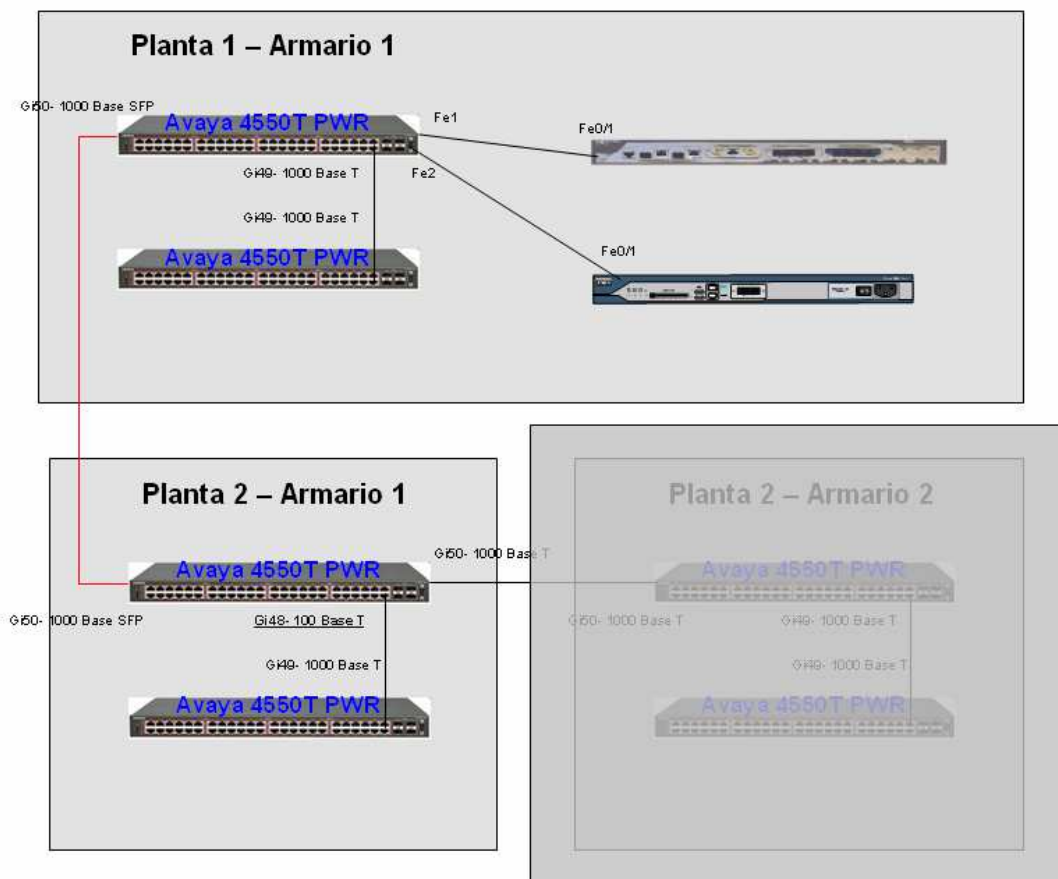 Planta 1 – Armario 1
Gi50- 1000 Base SFP
Avaya 4550T PWR
Fe1
Fe0/1
Gi49- 1000 Base T
Fe2
Gi49- 1000 Base T
Avaya 4550T PWR
Fe0/1
Planta 2 – Armario 1
Avaya 4550T PWR
Gi50- 1000 Base T
Gi50- 1000 Base SFP
Gi48- 100 Base T
Gi49- 1000 Base T
Avaya 4550T PWR
Planta 2 – Armario 2
Avaya 4550T PWR
Gi50- 1000 Base T
Gi49- 1000 Base T
Gi49- 1000 Base T
Avaya 4550T PWR